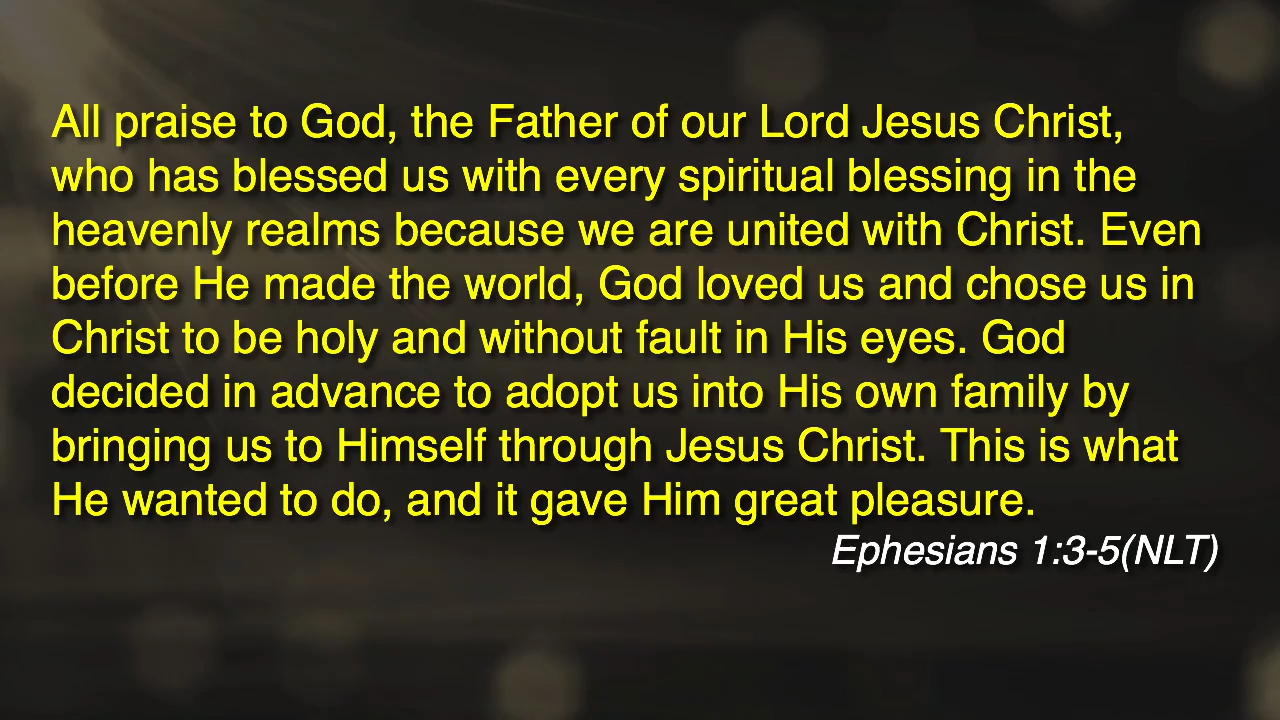 All praise to God, the Father of our Lord Jesus Christ,
who has blessed us with every spiritual blessing in the
heavenly realms because we are united with Christ. Even
before He made the world, God loved us and chose us in
Christ to be holy and without fault in His eyes. God
decided in advance to adopt us into His own family by
bringing us to Himself through Jesus Christ. This is what
He wanted to do, and it gave Him great pleasure.
Ephesians 1:3-5(NLT)